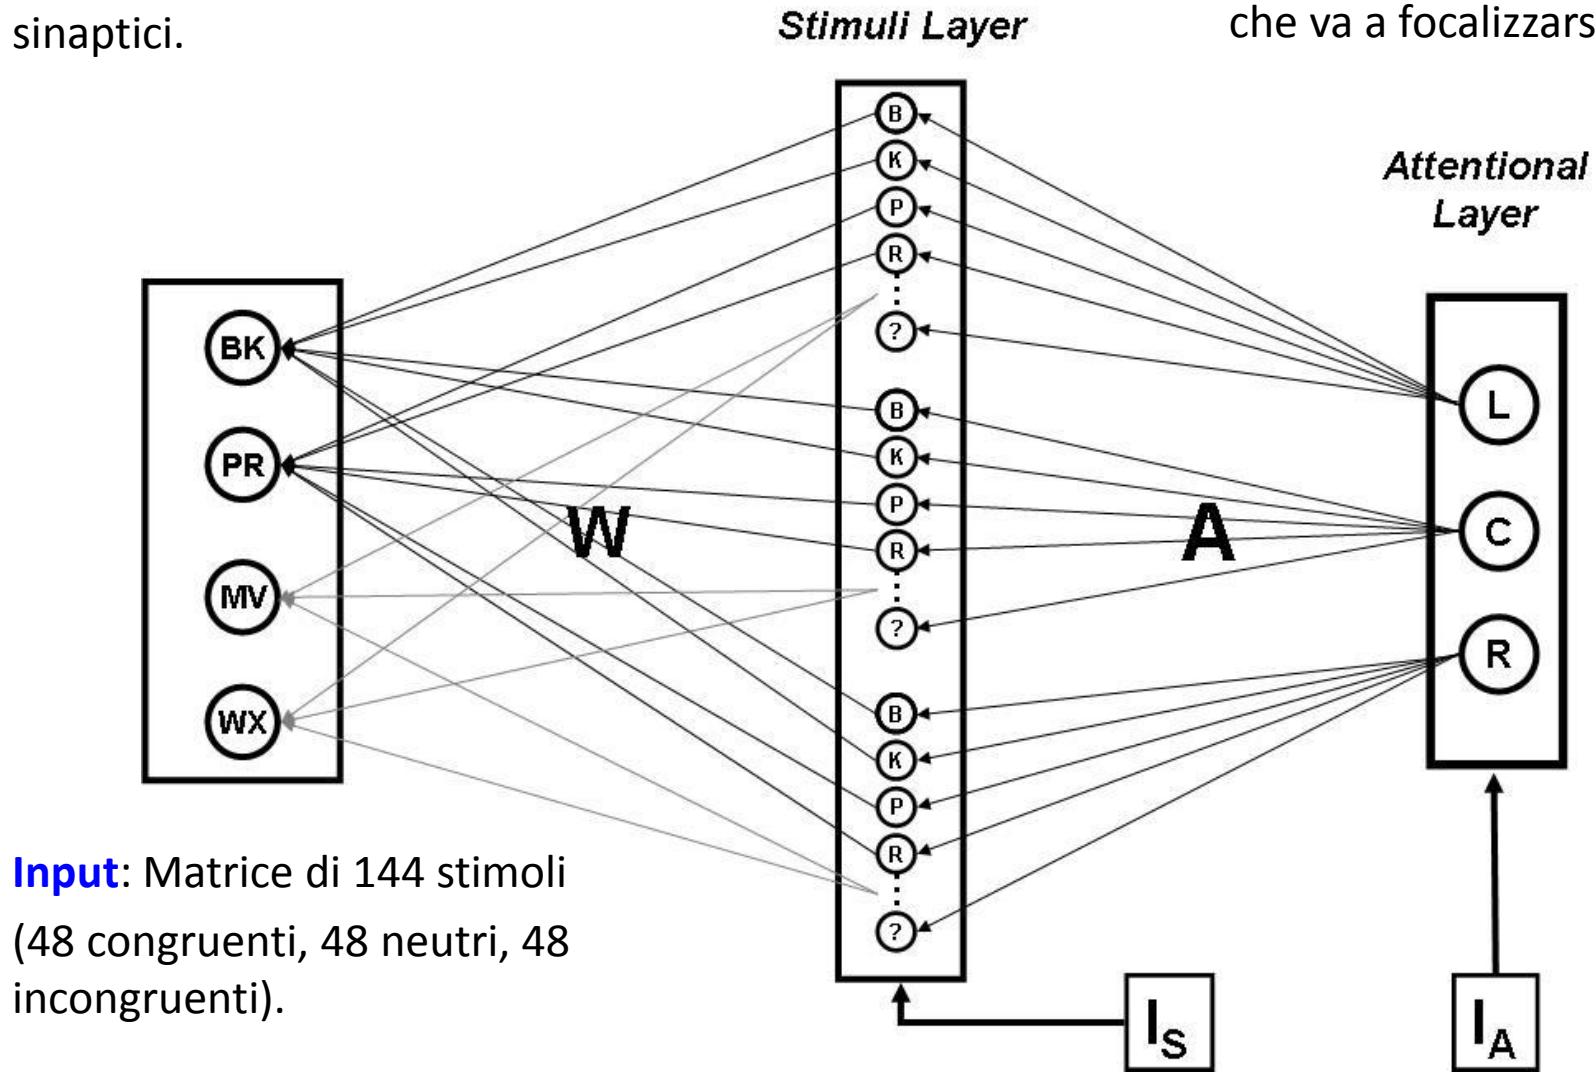 sinaptici.
che va a focalizzars
Stimuli Layer
Attentional
Layer
B
K
P
R
?
B
K
P
R
?
B
K
P
R
?
BK
PR
MV
WX
W
A
L
C
R
Input: Matrice di 144 stimoli
(48 congruenti, 48 neutri, 48
incongruenti).
IS
IA